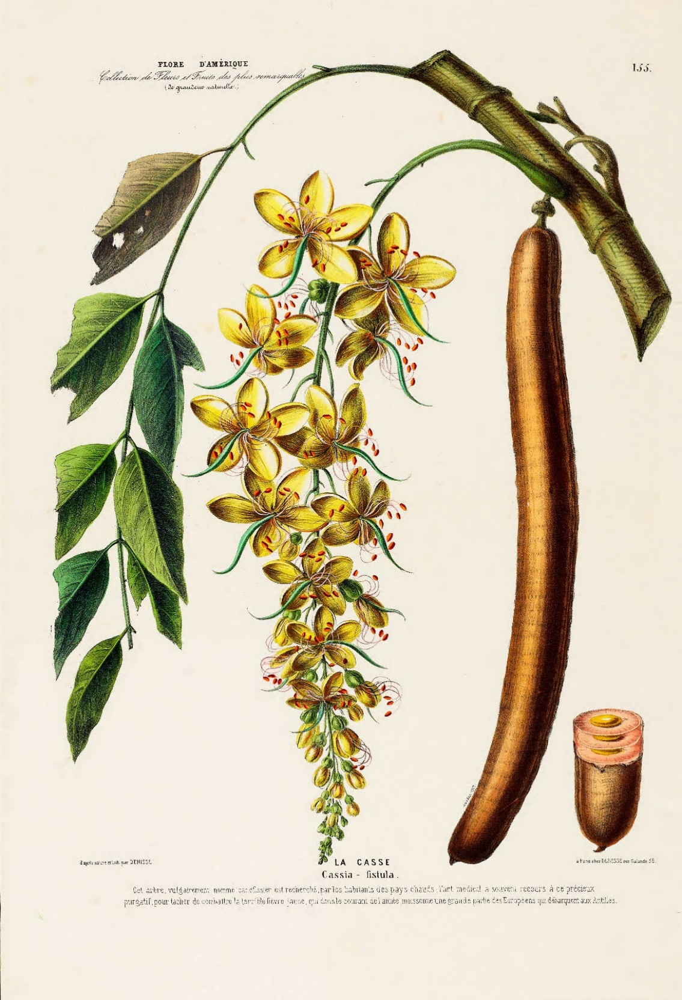 FLORE D'AMÉRIQUE
Collection de Fleurs et Fruits des plus remarquables
(de grandeur naturelle.)
155.
d'après nature et lith. par DENISSE.
à Paris chez DENISSE rue Galande 58.
LA CASSE
Cassia - fistula.
Cet arbre, vulgairement nommé caneficier est recherché, par les habitants des pays chauds, l'art médical a souvent recours à ce précieux
purgatif, pour tâcher de combattre la terrible fièvre jaune, qui dans le courant de l'année moissonne une grande partie des Européens qui débarquent aux Antilles.